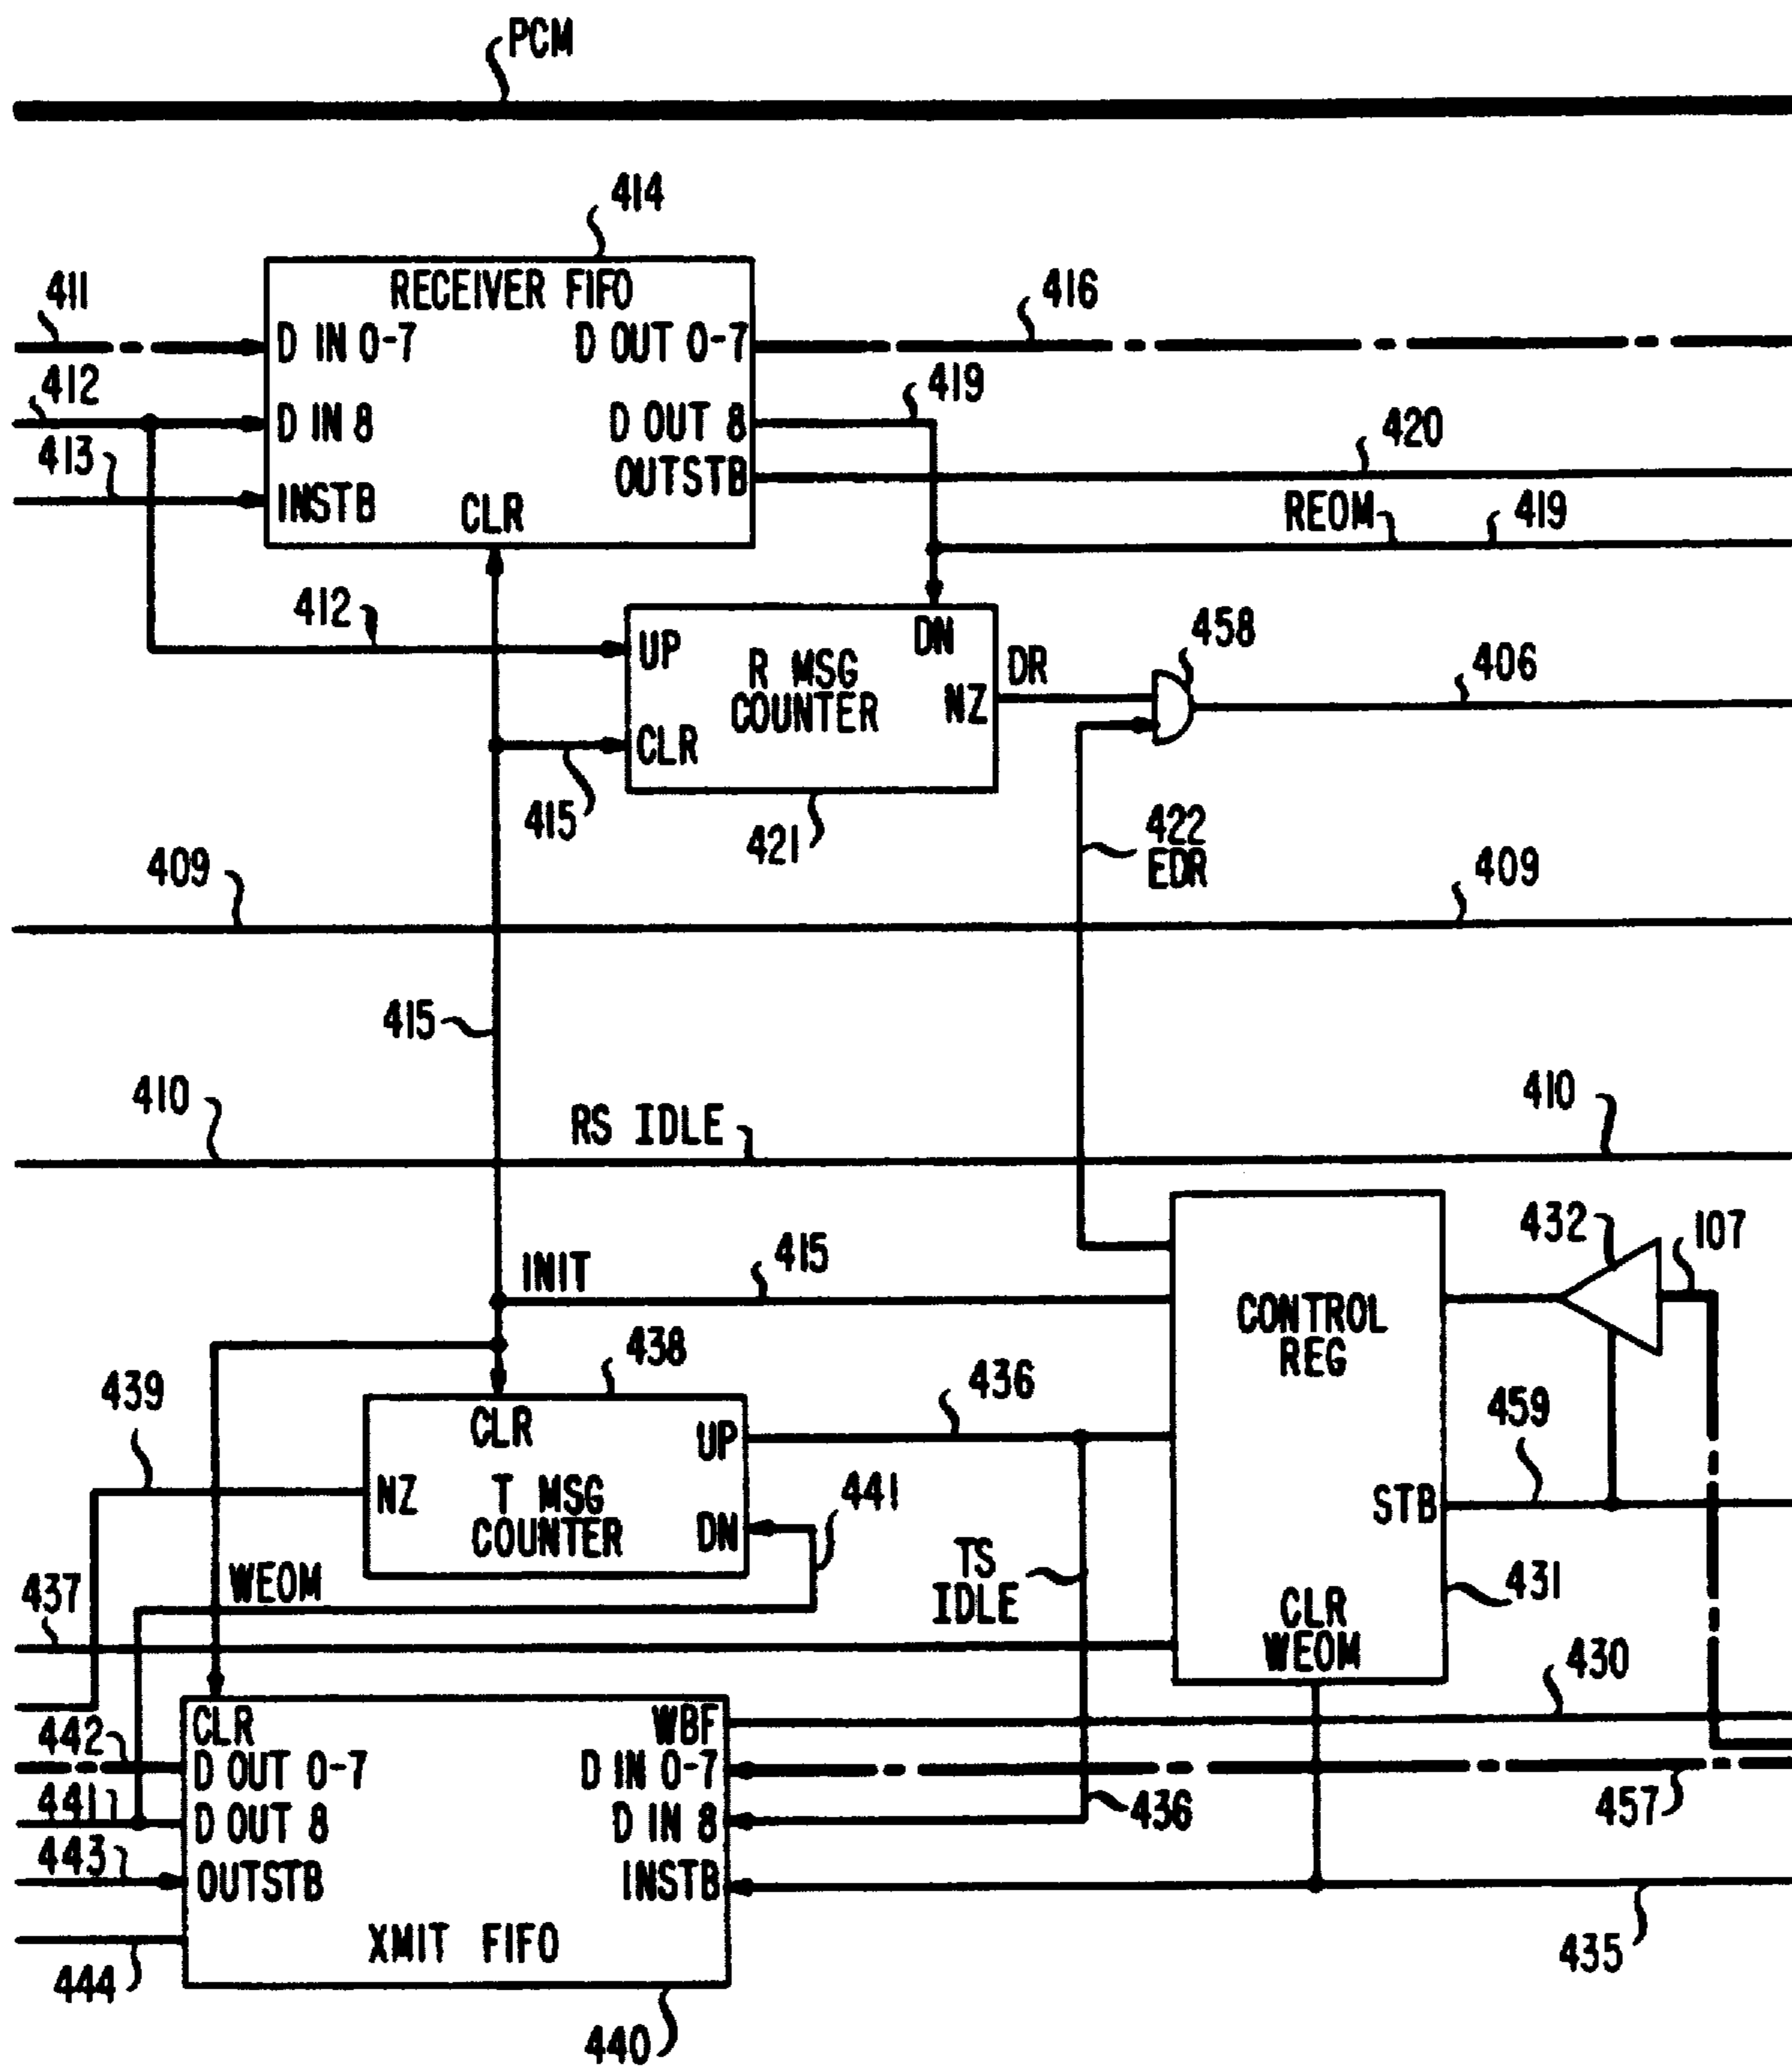 PCM
414
RECEIVER FIFO
411
416
D IN 0-7
D OUT 0-7
412
419
D IN 8
D OUT 8
420
413
INSTB
OUTSTB
CLR
REOM
419
412
UP
DN
458
R MSG
COUNTER
DR
NZ
406
CLR
415
421
422
EDR
409
409
415
410
RS IDLE
410
432
107
INIT
415
CONTROL
REG
438
439
436
459
CLR
UP
NZ
T MSG
COUNTER
441
STB
DN
TS
IDLE
437
WEOM
431
CLR
WEOM
430
CLR
WBF
442
D OUT 0-7
D IN 0-7
441
D OUT 8
D IN 8
436
457
443
OUTSTB
INSTB
XMIT FIFO
435
444
440